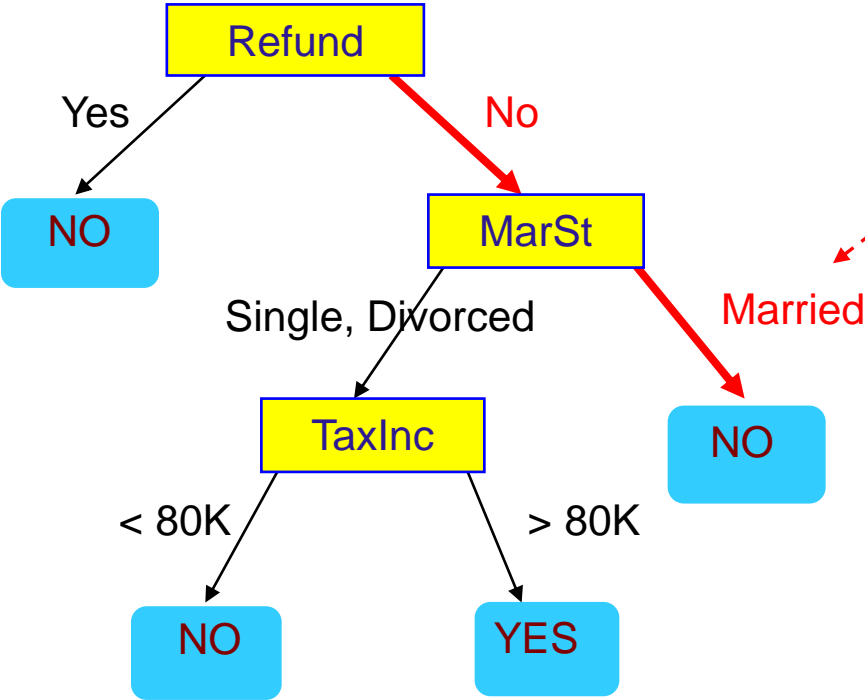 Refund
Yes
No
NO
MarSt
Single, Divorced
Married
TaxInc
NO
< 80K
> 80K
NO
YES